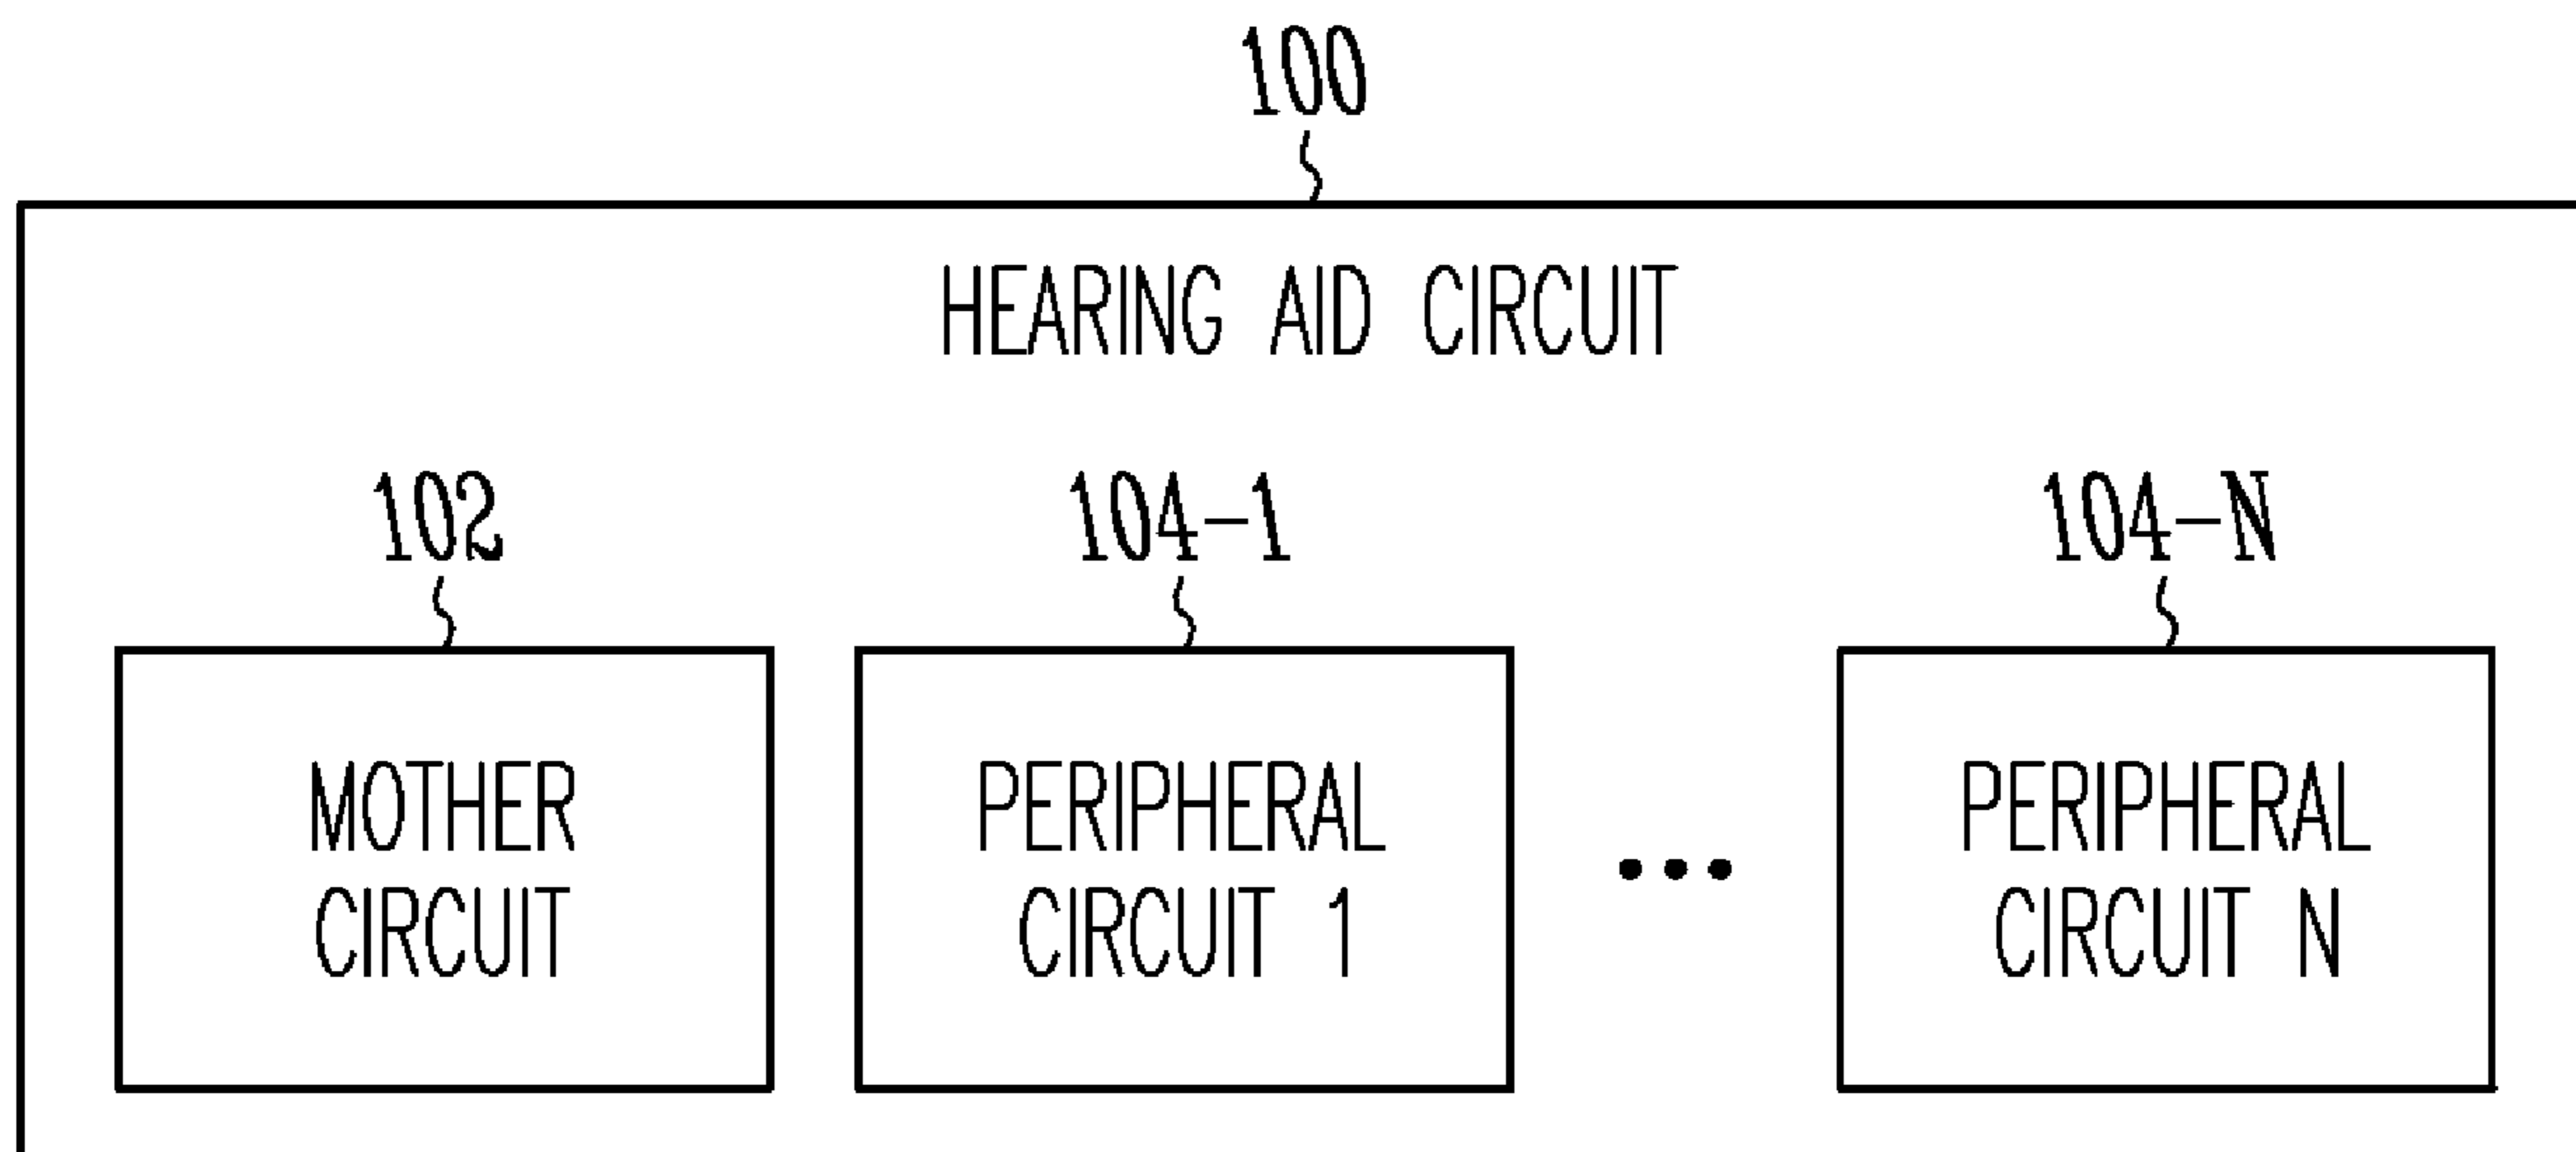 100
HEARING AID CIRCUIT
102
104-1
104-N
MOTHER
CIRCUIT
PERIPHERAL
CIRCUIT 1
PERIPHERAL
CIRCUIT N